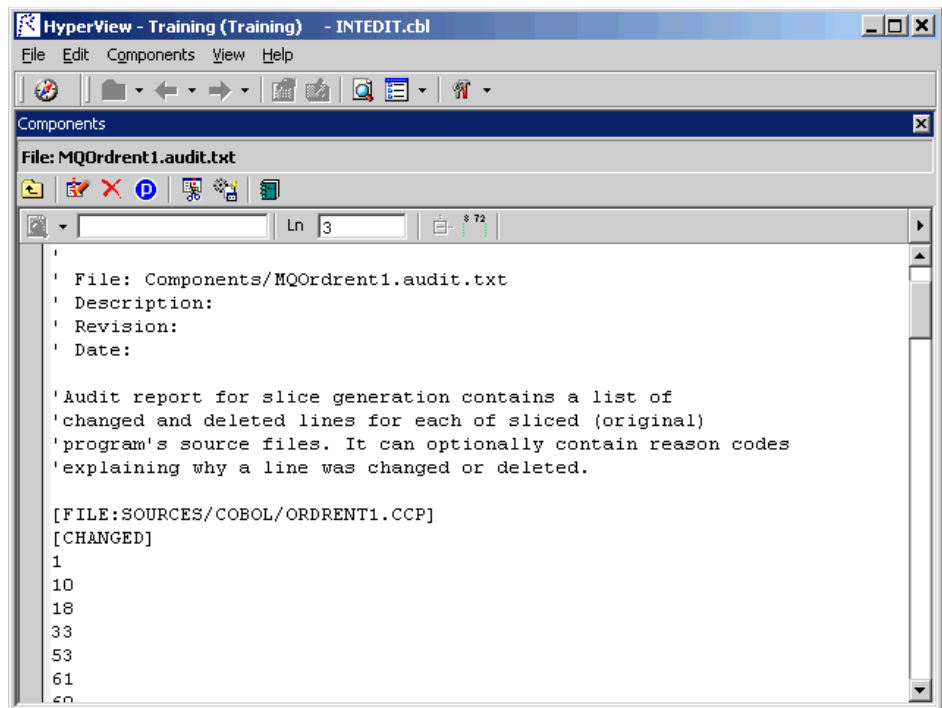 HyperView - Training (Training) - INTEDIT.cbl
File Edit Components View Help
Components
File: MQOrdrent1.audit.txt
Ln 3 8 72
'
' File: Components/MQOrdrent1.audit.txt
' Description:
' Revision:
' Date:
'Audit report for slice generation contains a list of
'changed and deleted lines for each of sliced (original)
'program's source files. It can optionally contain reason codes
'explaining why a line was changed or deleted.
[FILE:SOURCES/COBOL/ORDRENT1.CCP]
[CHANGED]
1
10
18
33
53
61